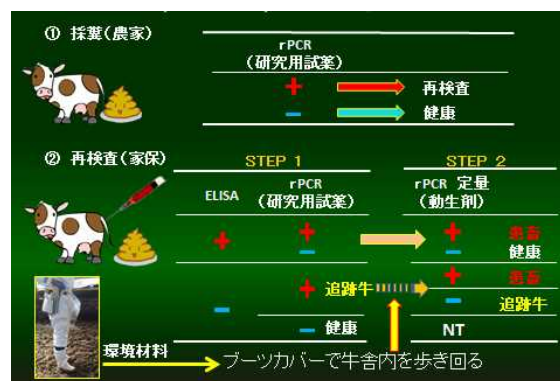 ① 採糞(農家)
rPCR
(研究用試薬)
+ 再検査
− 健康
② 再検査(家保)
STEP 1 STEP 2
ELISA rPCR (研究用試薬) rPCR 定量 (動生剤)
+ + + 患畜
− − 健康
− + 追跡牛 + 患畜
− 追跡牛
− 健康 NT
環境材料 ブーツカバーで牛舎内を歩き回る